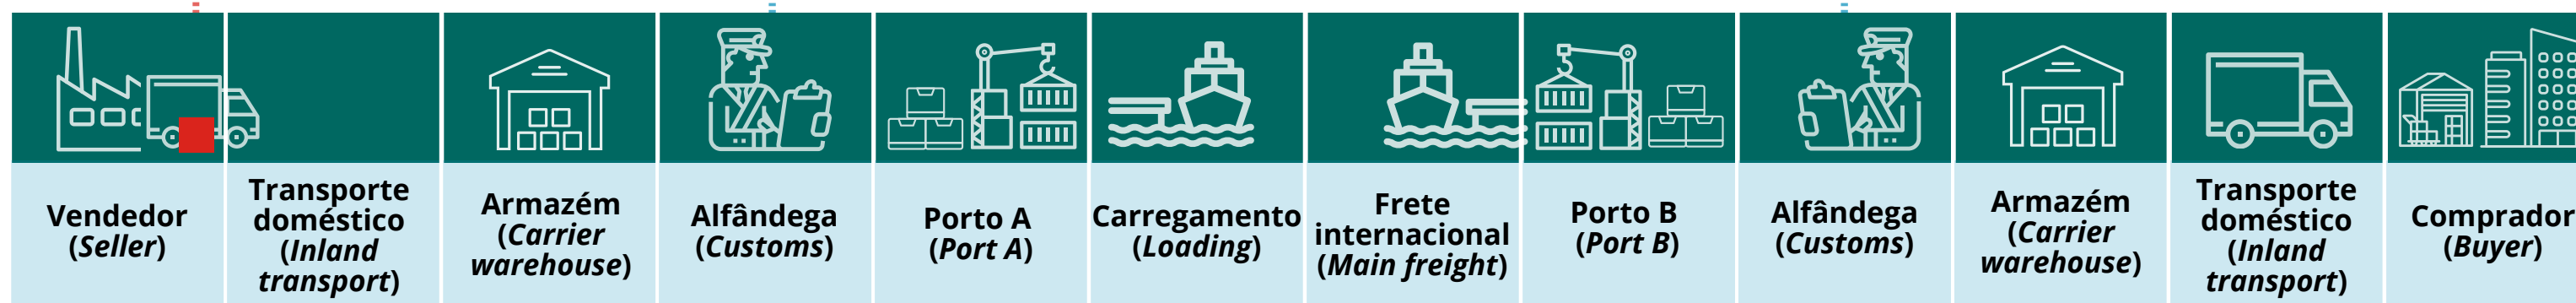 Vendedor
(Seller)
Transporte
doméstico
(Inland
transport)
Armazém
(Carrier
warehouse)
Alfândega
(Customs)
Porto A
(Port A)
Carregamento
(Loading)
Frete
internacional
(Main freight)
Porto B
(Port B)
Alfândega
(Customs)
Armazém
(Carrier
warehouse)
Transporte
doméstico
(Inland
transport)
Comprador
(Buyer)